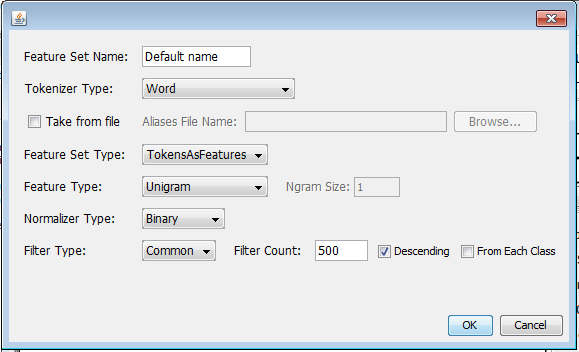 Feature Set Name: Default name
Tokenizer Type: Word
Take from file Aliases File Name: Browse...
Feature Set Type: TokensAsFeatures
Feature Type: Unigram Ngram Size: 1
Normalizer Type: Binary
Filter Type: Common Filter Count: 500 Descending From Each Class
OK Cancel